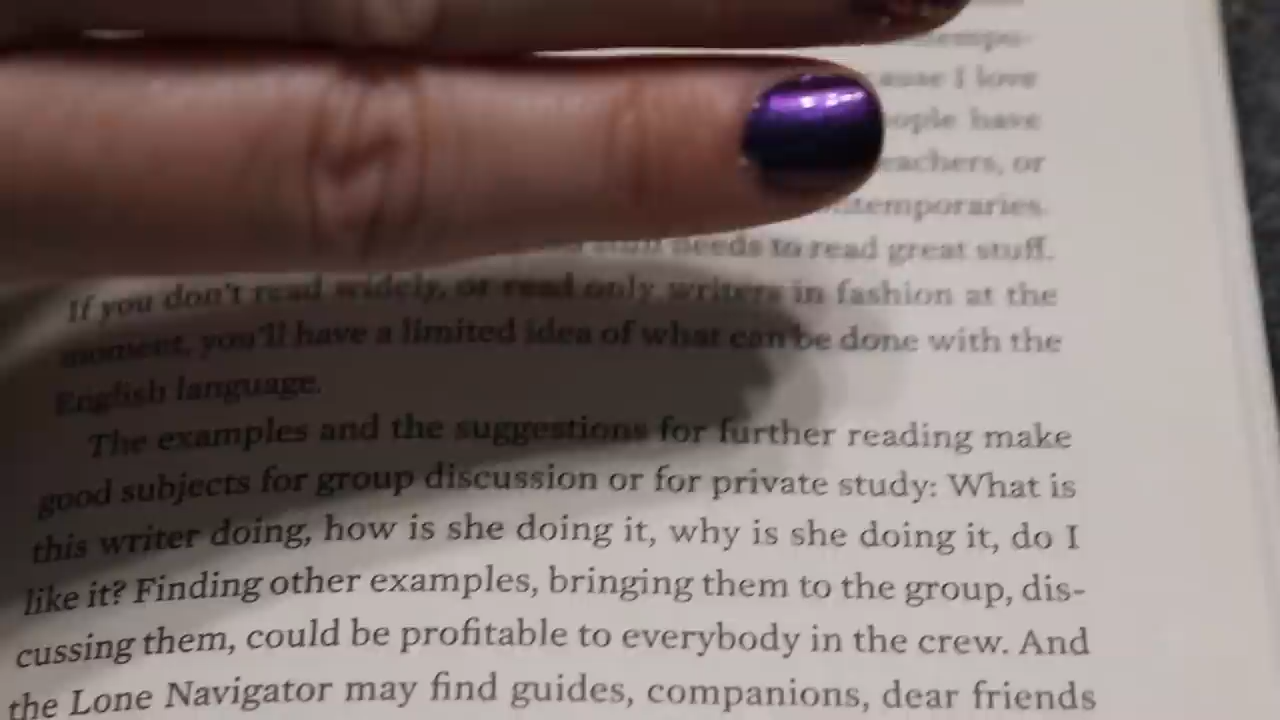 ause I love
ople have
eachers, or
temporaries.
needs to read great stuff.
If you don't read widely, or read only writers in fashion at the
moment, you'll have a limited idea of what can be done with the
English language.
The examples and the suggestions for further reading make
good subjects for group discussion or for private study: What is
this writer doing, how is she doing it, why is she doing it, do I
like it? Finding other examples, bringing them to the group, dis-
cussing them, could be profitable to everybody in the crew. And
the Lone Navigator may find guides, companions, dear friends